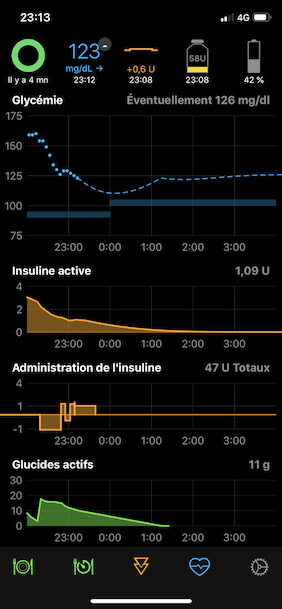 23:13 4G
123
mg/dL →
+0,6 U
58U
Il y a 4 mn 23:12 23:08 23:08 42 %
Glycémie Éventuellement 126 mg/dl
175
150
125
100
75
23:00 0:00 1:00 2:00 3:00
Insuline active 1,09 U
4
2
0
23:00 0:00 1:00 2:00 3:00
Administration de l'insuline 47 U Totaux
4
-1
23:00 0:00 1:00 2:00 3:00
Glucides actifs 11 g
30
20
10
0
23:00 0:00 1:00 2:00 3:00